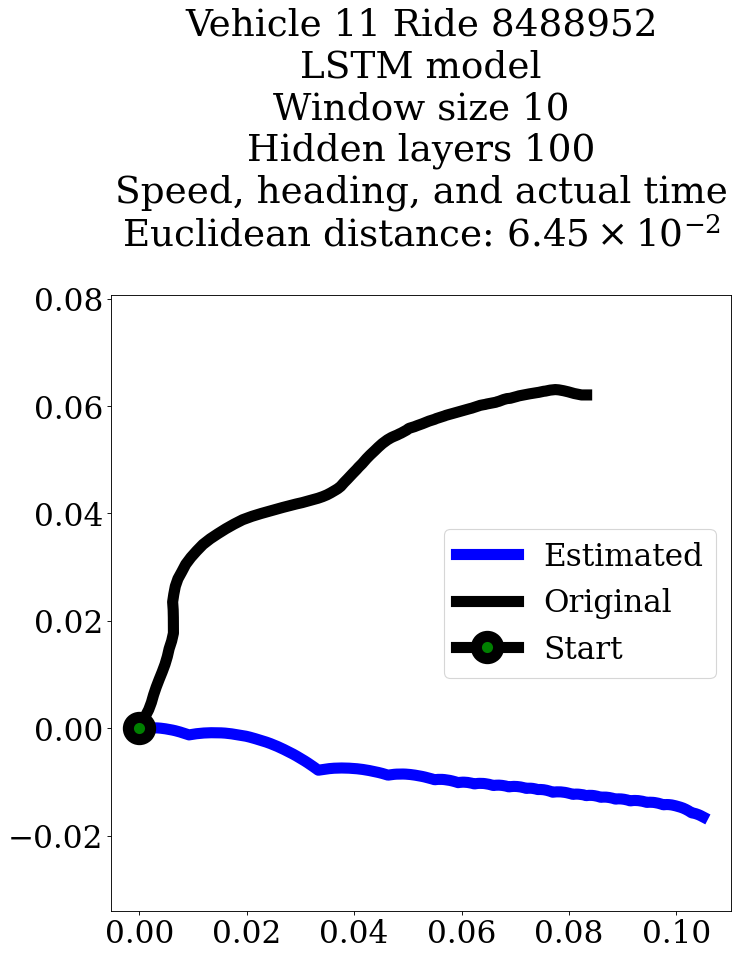 Vehicle 11 Ride 8488952
LSTM model
Window size 10
Hidden layers 100
Speed, heading, and actual time
Euclidean distance: 6.45 × 10⁻²
0.08
0.06
0.04
0.02
0.00
−0.02
Estimated
Original
Start
0.00 0.02 0.04 0.06 0.08 0.10